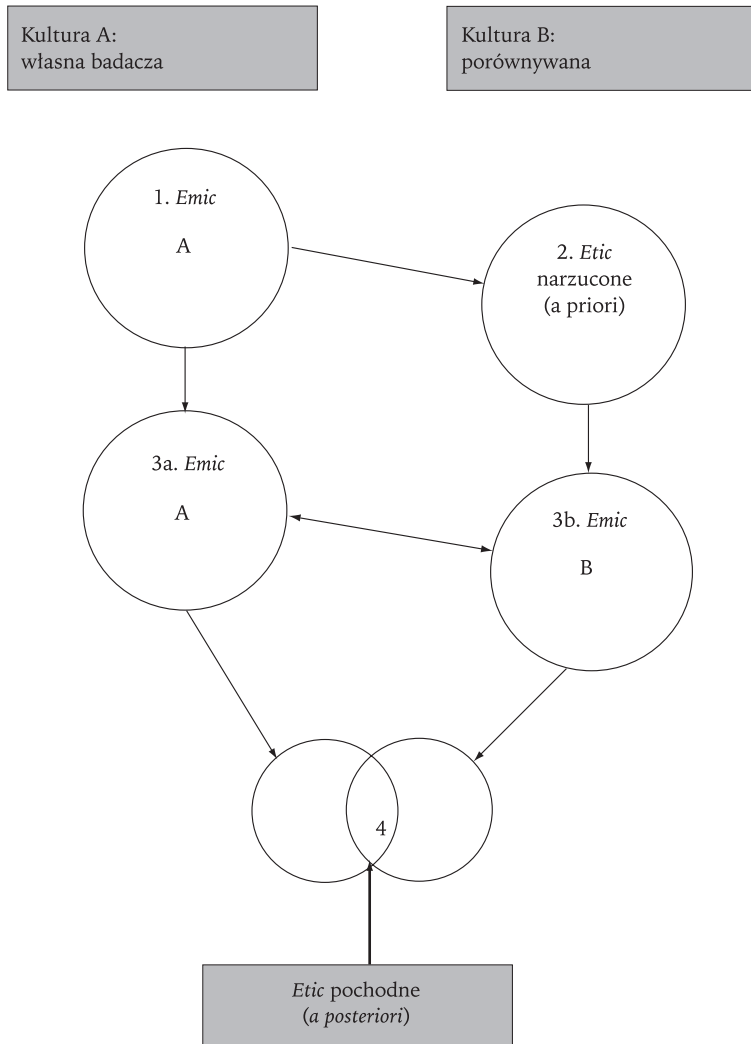 Kultura A:
własna badacza
Kultura B:
porównywana
1. Emic
A
2. Etic
narzucone
(a priori)
3a. Emic
A
3b. Emic
B
4
Etic pochodne
(a posteriori)